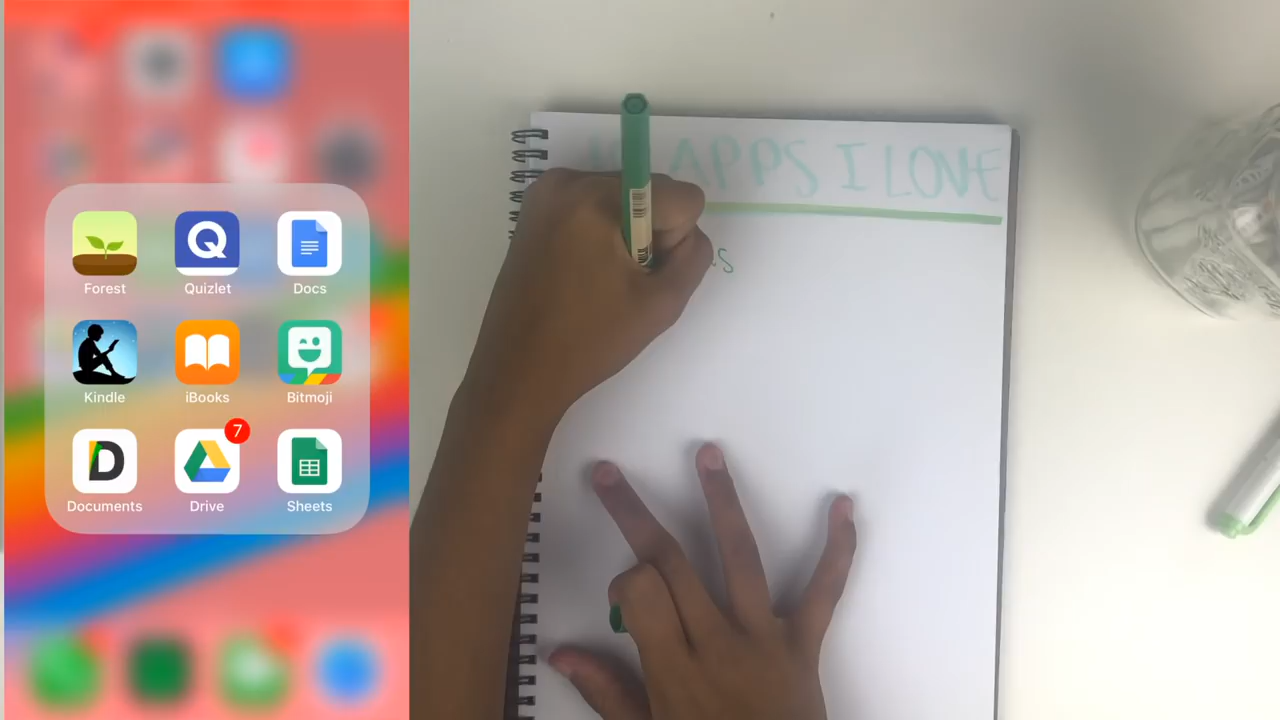 Forest Quizlet Docs
Kindle iBooks Bitmoji
7
Documents Drive Sheets
APPS I LOVE